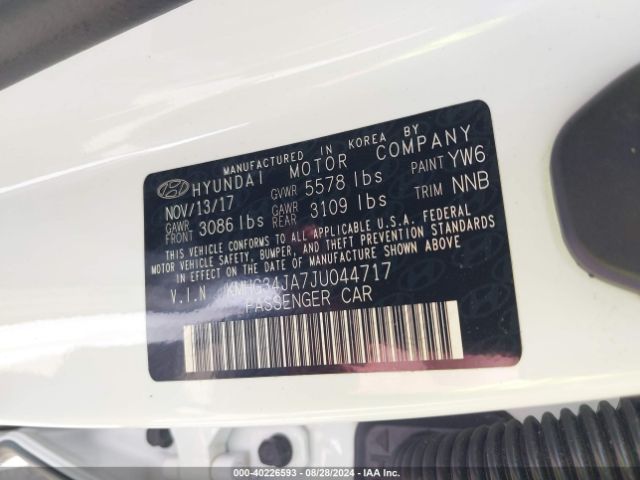 MANUFACTURED IN KOREA BY
HYUNDAI MOTOR COMPANY
NOV/13/17 GVWR 5578 lbs PAINT YW6
GAWR FRONT 3086 lbs GAWR REAR 3109 lbs TRIM NNB
THIS VEHICLE CONFORMS TO ALL APPLICABLE U.S.A. FEDERAL
MOTOR VEHICLE SAFETY, BUMPER, AND THEFT PREVENTION STANDARDS
IN EFFECT ON THE DATE OF MANUFACTURE SHOWN ABOVE
V.I.N KMHG34JA7JU044717
PASSENGER CAR
000-40226593 - 08/28/2024 - IAA Inc.